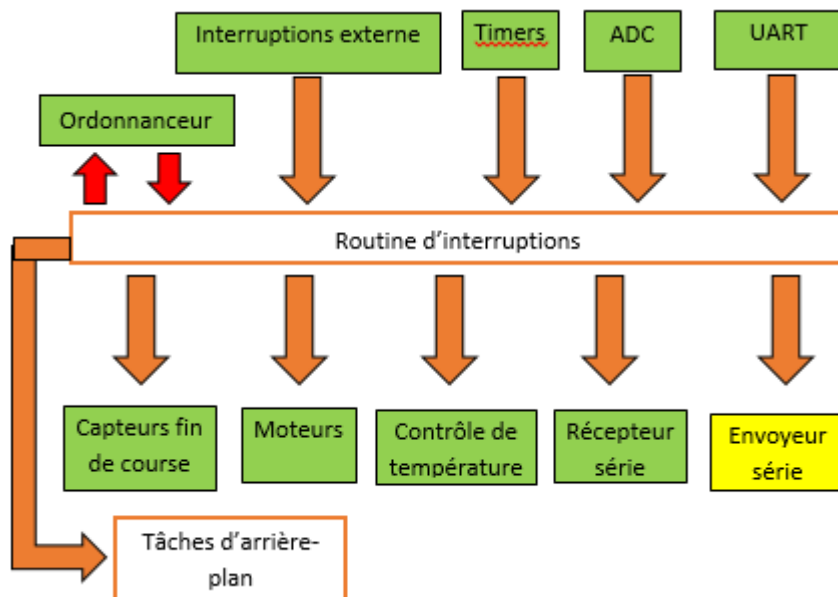 Interruptions externe
Timers
ADC
UART
Ordonnanceur
Routine d'interruptions
Capteurs fin
de course
Moteurs
Contrôle de
température
Récepteur
série
Envoyeur
série
Tâches d'arrière-
plan